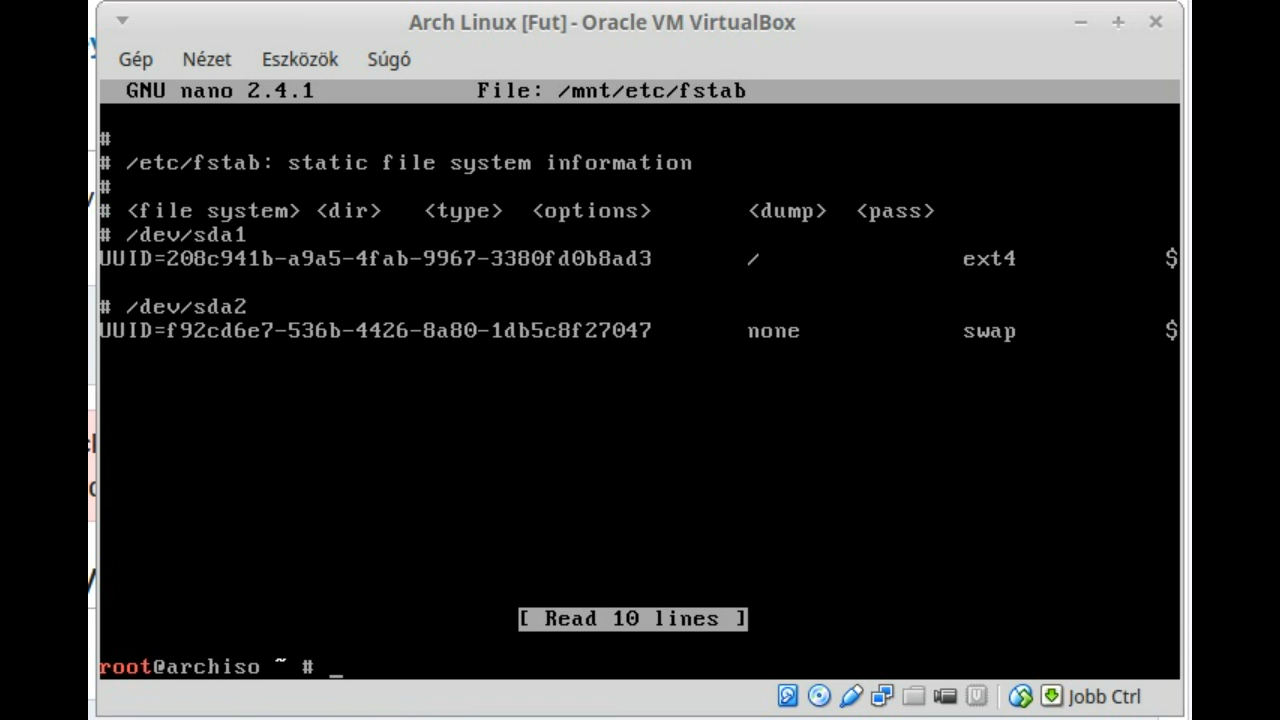 Arch Linux [Fut] - Oracle VM VirtualBox
Gép Nézet Eszközök Súgó
GNU nano 2.4.1 File: /mnt/etc/fstab
#
# /etc/fstab: static file system information
#
# <file system> <dir> <type> <options> <dump> <pass>
# /dev/sda1
UUID=208c941b-a9a5-4fab-9967-3380fd0b8ad3 / ext4 $
# /dev/sda2
UUID=f92cd6e7-536b-4426-8a80-1db5c8f27047 none swap $
[ Read 10 lines ]
root@archiso ~ # _
Jobb Ctrl